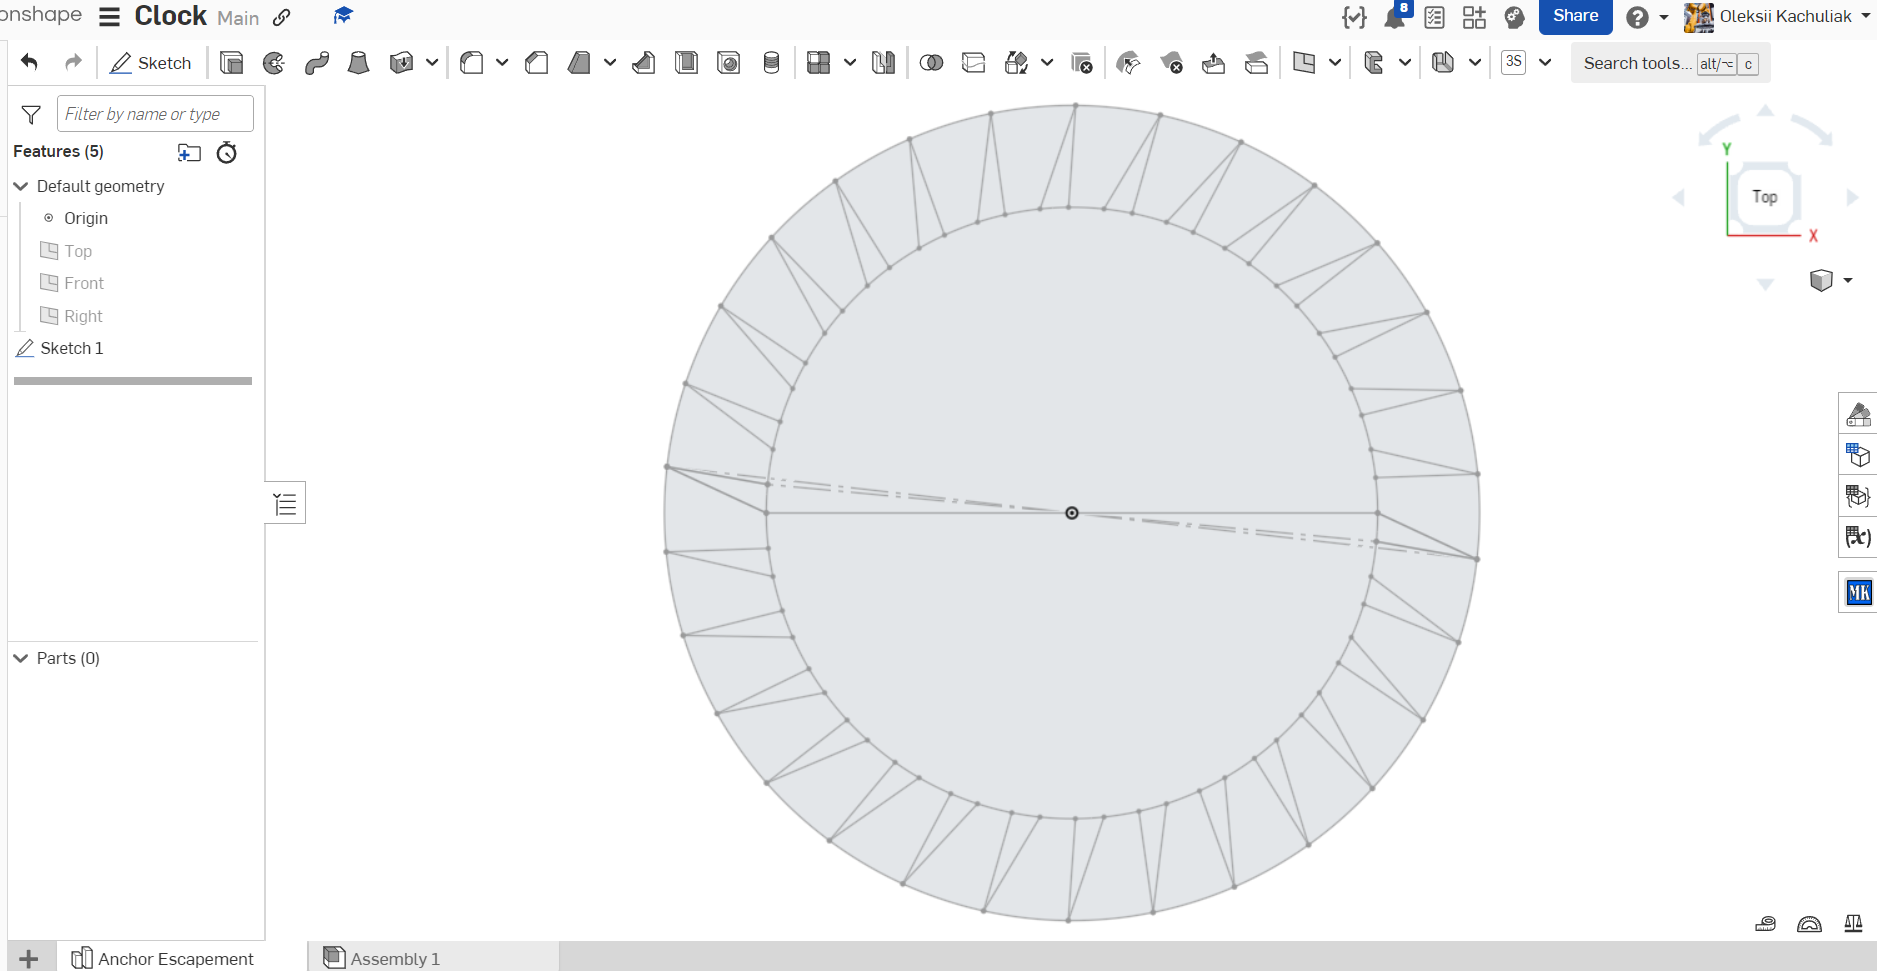 onshape Clock Main 8 Share Oleksii Kachuliak
Sketch 3S Search tools... alt/⌥ c
Filter by name or type
Features (5)
Default geometry
Origin
Top
Front
Right
Sketch 1
Parts (0)
Y
Top
X
(x)
MK
Anchor Escapement Assembly 1